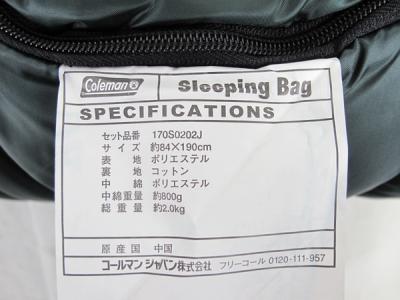 Coleman Sleeping Bag
SPECIFICATIONS
セット品番 170S0202J
サイズ 約84×190cm
表地 ポリエステル
裏地 コットン
中綿 ポリエステル
中綿重量 約800g
総重量 約2.0kg
原産国 中国
コールマン ジャパン株式会社 フリーコール 0120-111-957